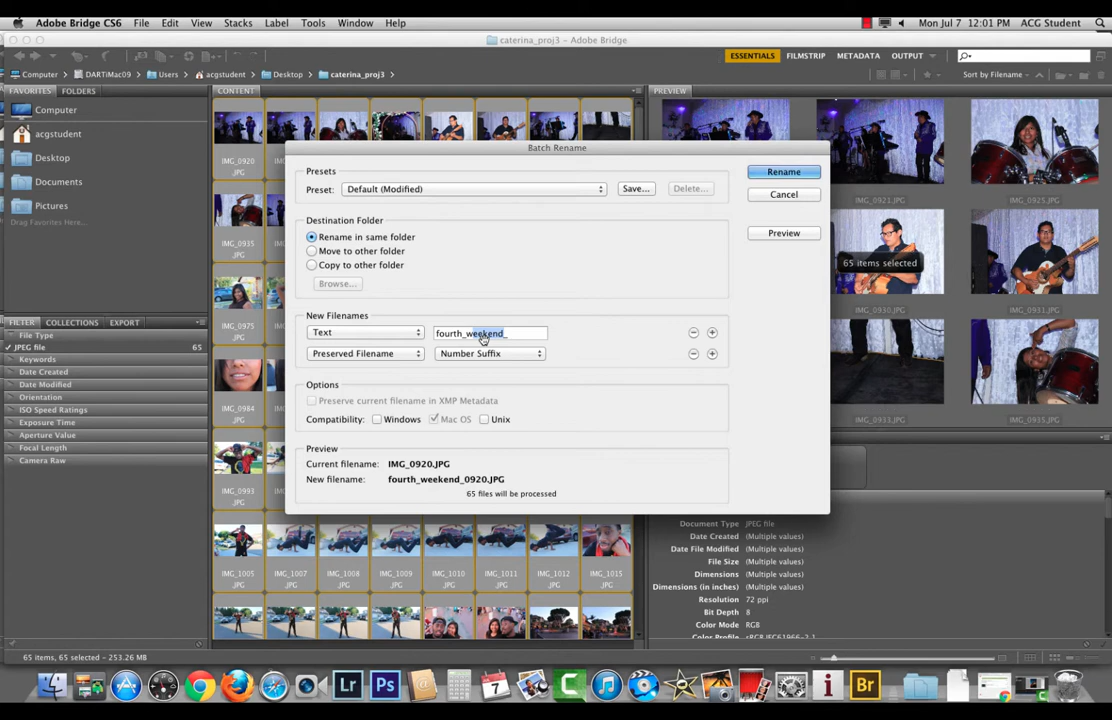 Adobe Bridge CS6 File Edit View Stacks Label Tools Window Help Mon Jul 7 12:01 PM ACG Student
caterina_proj3 – Adobe Bridge
ESSENTIALS FILMSTRIP METADATA OUTPUT
Computer DARTiMac09 Users acgstudent Desktop caterina_proj3 Sort by Filename
FAVORITES FOLDERS CONTENT PREVIEW
Computer
acgstudent
Desktop
Documents
Pictures
Drag Favorites Here...
FILTER COLLECTIONS EXPORT
File Type
✓ JPEG file 65
Keywords
Date Created
Date Modified
Orientation
ISO Speed Ratings
Exposure Time
Aperture Value
Focal Length
Camera Raw
IMG_0920
.JPG
IMG_0935
.JPG
IMG_0975
.JPG
IMG_0984
.JPG
IMG_0993
.JPG
IMG_1005 IMG_1007 IMG_1008 IMG_1009 IMG_1010 IMG_1011 IMG_1012 IMG_1015
.JPG .JPG .JPG .JPG .JPG .JPG .JPG .JPG
Batch Rename
Presets
Preset: Default (Modified) Save... Delete...
Rename
Cancel
Preview
Destination Folder
Rename in same folder
Move to other folder
Copy to other folder
Browse...
New Filenames
Text fourth_weekend_
Preserved Filename Number Suffix
Options
Preserve current filename in XMP Metadata
Compatibility: Windows Mac OS Unix
Preview
Current filename: IMG_0920.JPG
New filename: fourth_weekend_0920.JPG
65 files will be processed
IMG_0921.JPG IMG_0925.JPG
65 items selected
IMG_0929.JPG
IMG_0933.JPG IMG_0935.JPG
Document Type JPEG file
Date Created (Multiple values)
Date File Modified (Multiple values)
File Size (Multiple values)
Dimensions (Multiple values)
Dimensions (in inches) (Multiple values)
Resolution 72 ppi
Bit Depth 8
Color Mode RGB
Color Profile sRGB IEC61966-2.1
65 items, 65 selected - 253.26 MB
7
Lr Ps Br